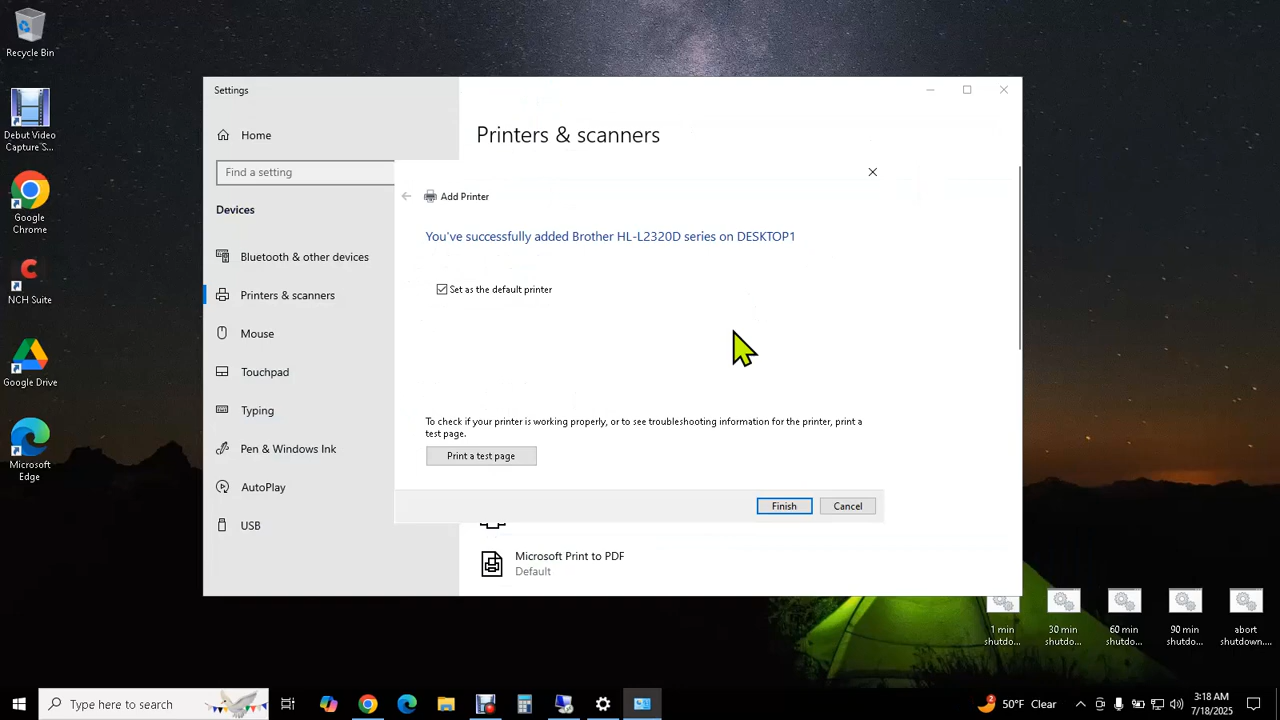 Recycle Bin
Debut Video
Capture "S...
Google
Chrome
NCH Suite
Google Drive
Microsoft
Edge
Settings
Home
Find a setting
Devices
Bluetooth & other devices
Printers & scanners
Mouse
Touchpad
Typing
Pen & Windows Ink
AutoPlay
USB
Printers & scanners
Add Printer
You've successfully added Brother HL-L2320D series on DESKTOP1
Set as the default printer
To check if your printer is working properly, or to see troubleshooting information for the printer, print a
test page.
Print a test page
Finish
Cancel
Microsoft Print to PDF
Default
1 min
shutdo...
30 min
shutdo...
60 min
shutdo...
90 min
shutdo...
abort
shutdown....
Type here to search
2
50°F Clear
3:18 AM
7/18/2025